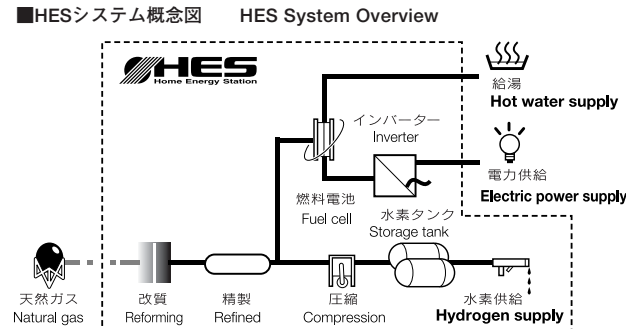 ■HESシステム概念図 HES System Overview
HES
Home Energy Station
給湯
Hot water supply
インバーター
Inverter
電力供給
Electric power supply
燃料電池
Fuel cell
水素タンク
Storage tank
天然ガス
Natural gas
改質
Reforming
精製
Refined
圧縮
Compression
水素供給
Hydrogen supply